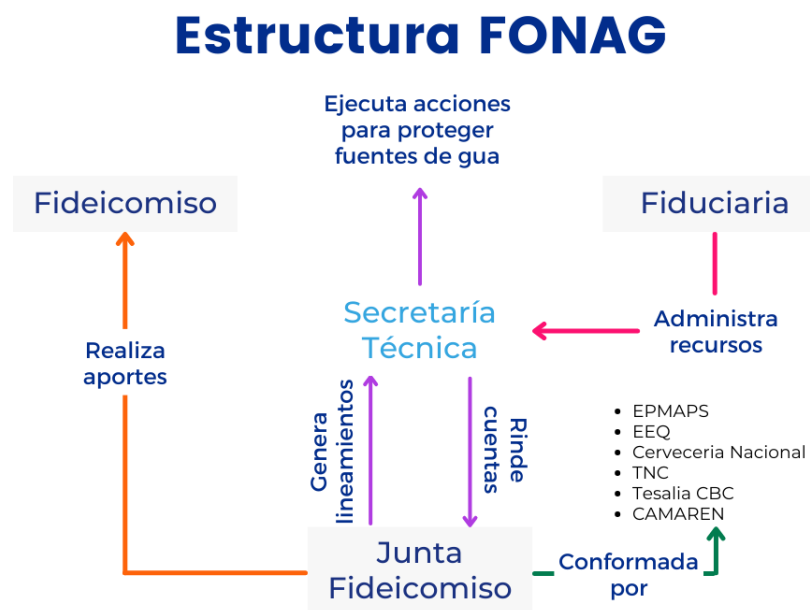 Estructura FONAG
Ejecuta acciones
para proteger
fuentes de gua
Fideicomiso
Fiduciaria
Secretaría
Técnica
Administra
recursos
Realiza
aportes
Genera
lineamientos
Rinde
cuentas
• EPMAPS
• EEQ
• Cerveceria Nacional
• TNC
• Tesalia CBC
• CAMAREN
Junta
Fideicomiso
Conformada
por